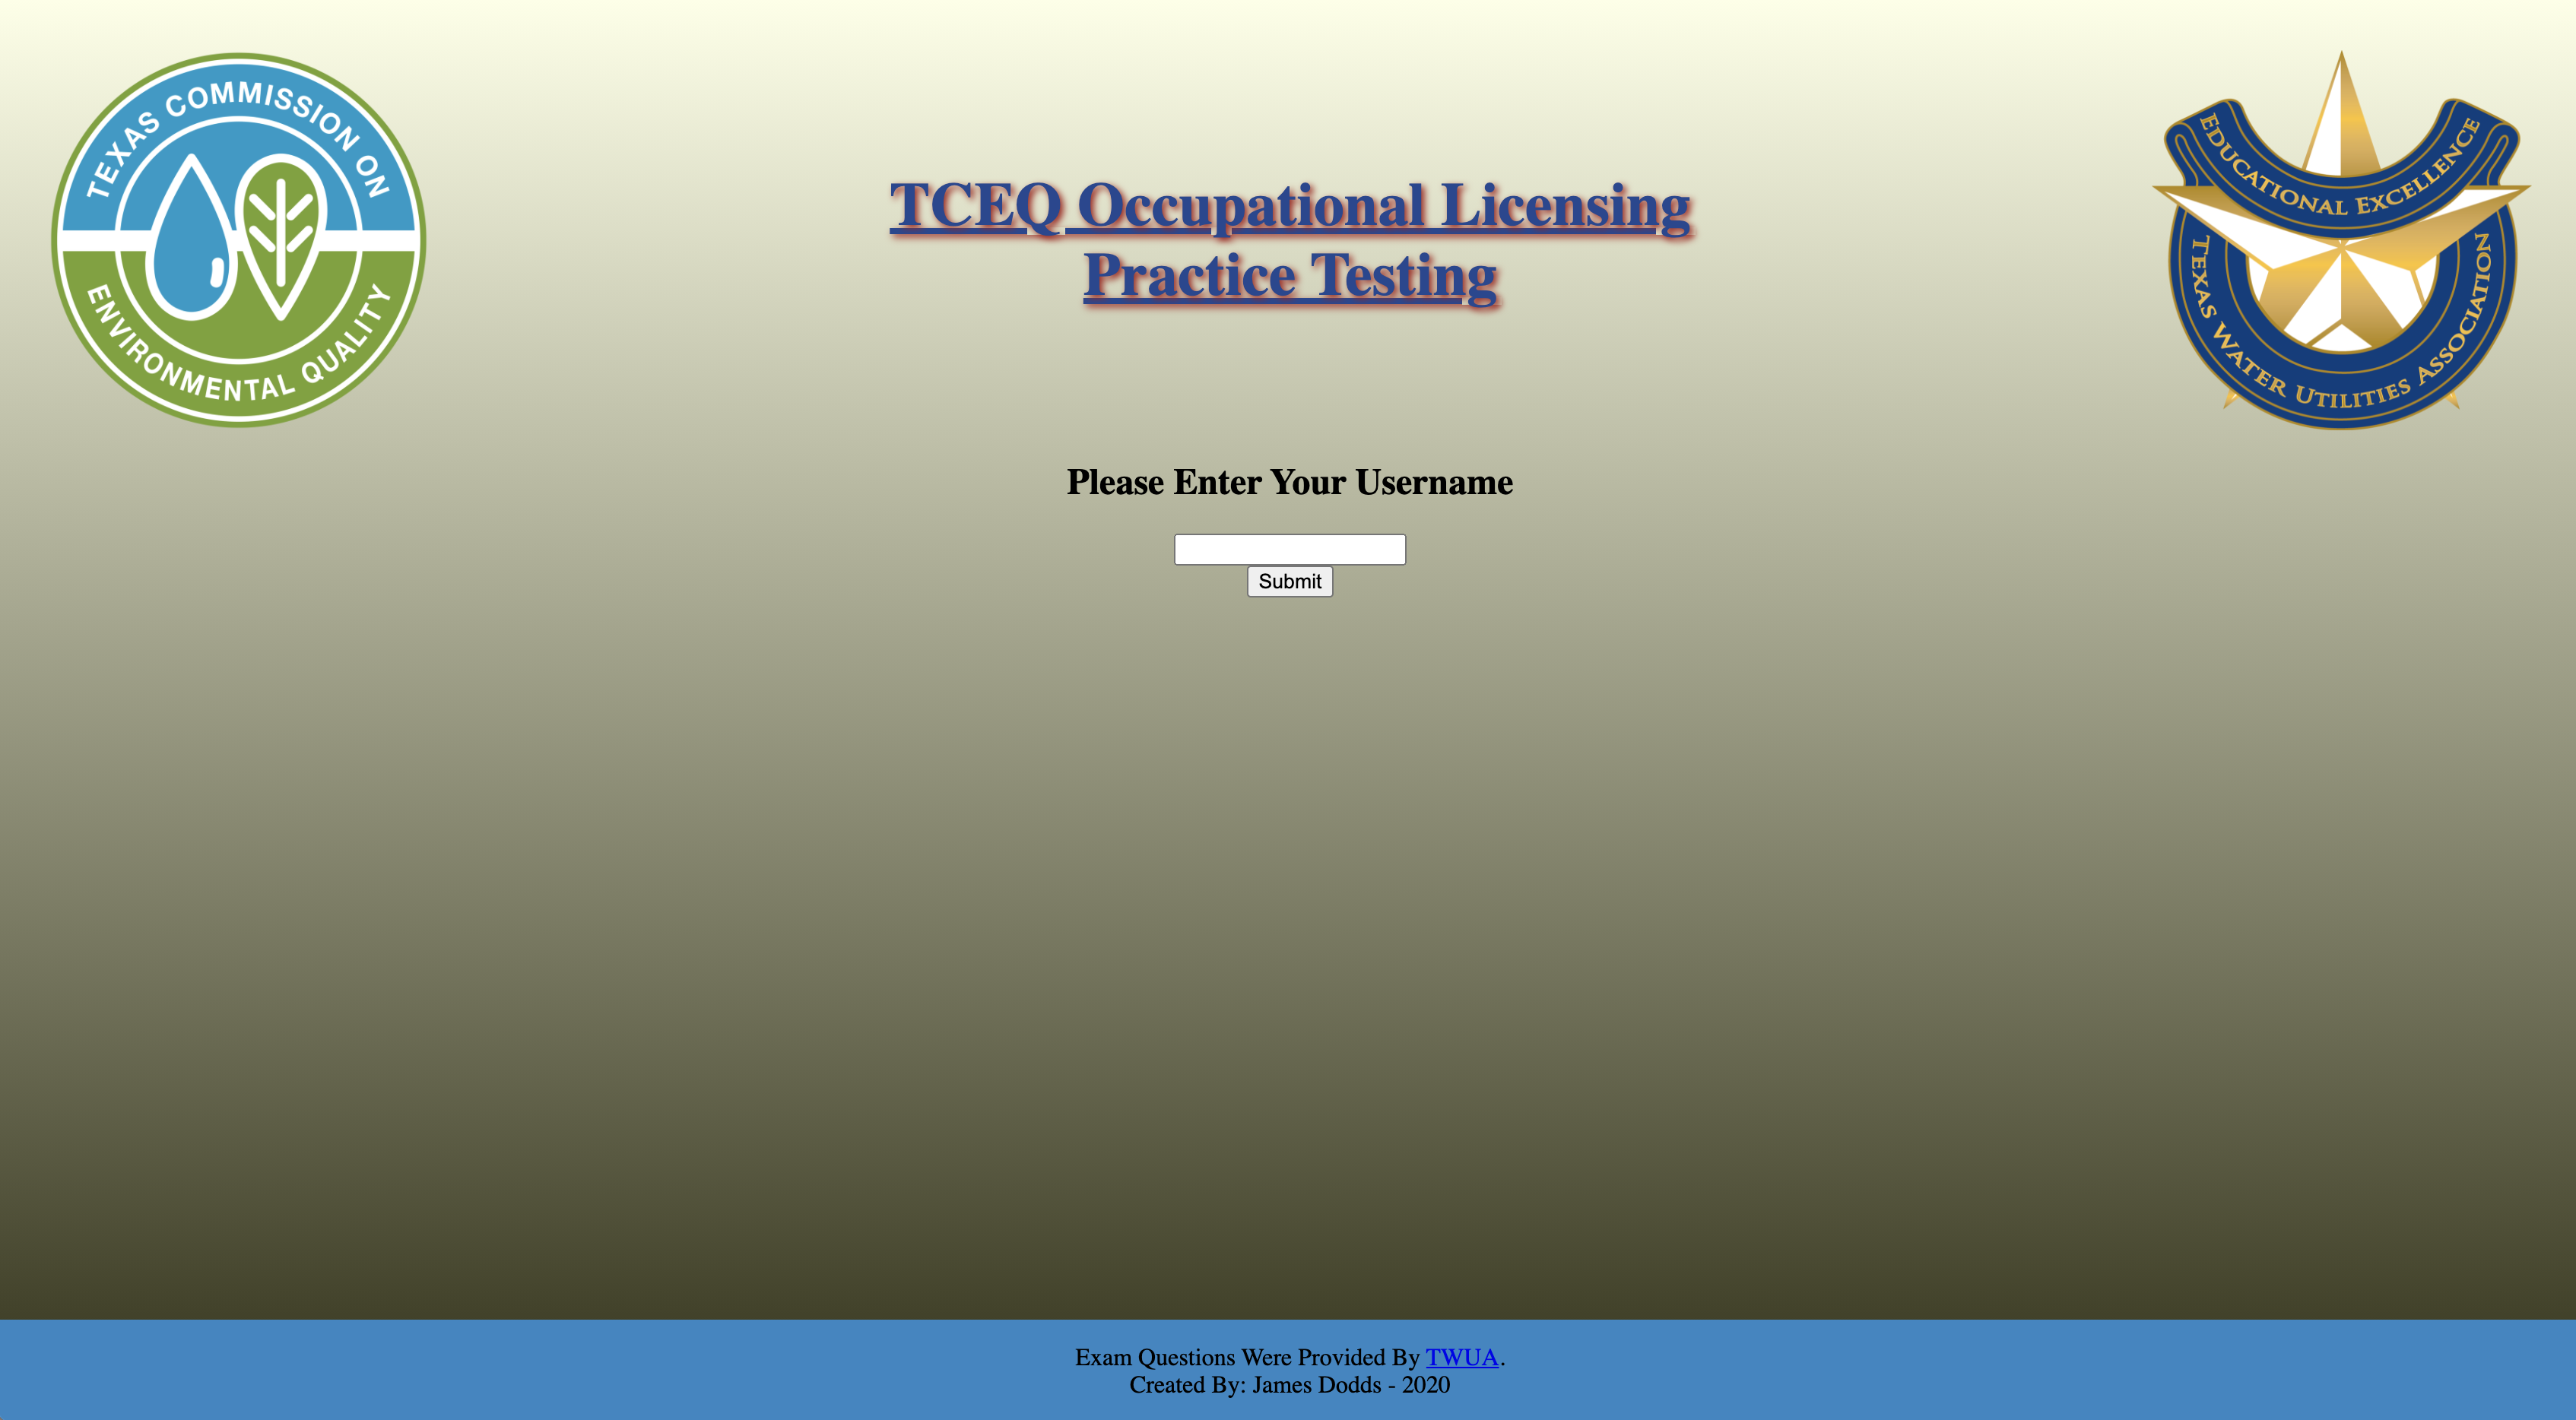 TEXAS COMMISSION ON
ENVIRONMENTAL QUALITY
EDUCATIONAL EXCELLENCE
TEXAS WATER UTILITIES ASSOCIATION
TCEQ Occupational Licensing
Practice Testing
Please Enter Your Username
Submit
Exam Questions Were Provided By TWUA.
Created By: James Dodds - 2020